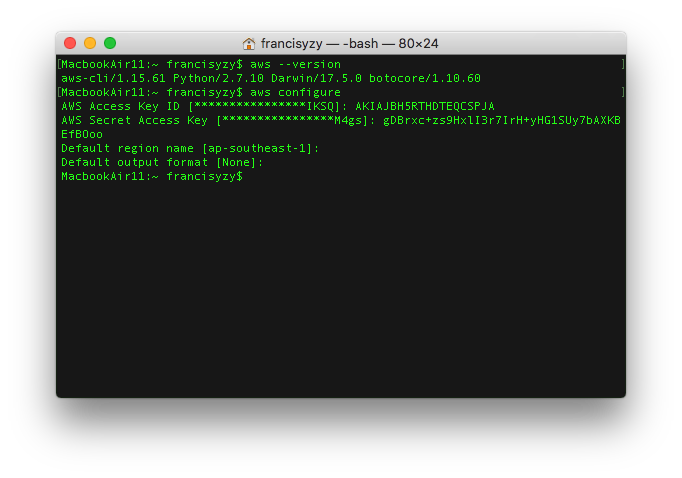 francisyzy — -bash — 80×24
[MacbookAir11:~ francisyzy$ aws --version ]
aws-cli/1.15.61 Python/2.7.10 Darwin/17.5.0 botocore/1.10.60
[MacbookAir11:~ francisyzy$ aws configure ]
AWS Access Key ID [****************IKSQ]: AKIAJBH5RTHDTEQCSPJA
AWS Secret Access Key [****************M4gs]: gDBrxc+zs9HxlI3r7IrH+yHG1SUy7bAXKB
EfBOoo
Default region name [ap-southeast-1]:
Default output format [None]:
MacbookAir11:~ francisyzy$